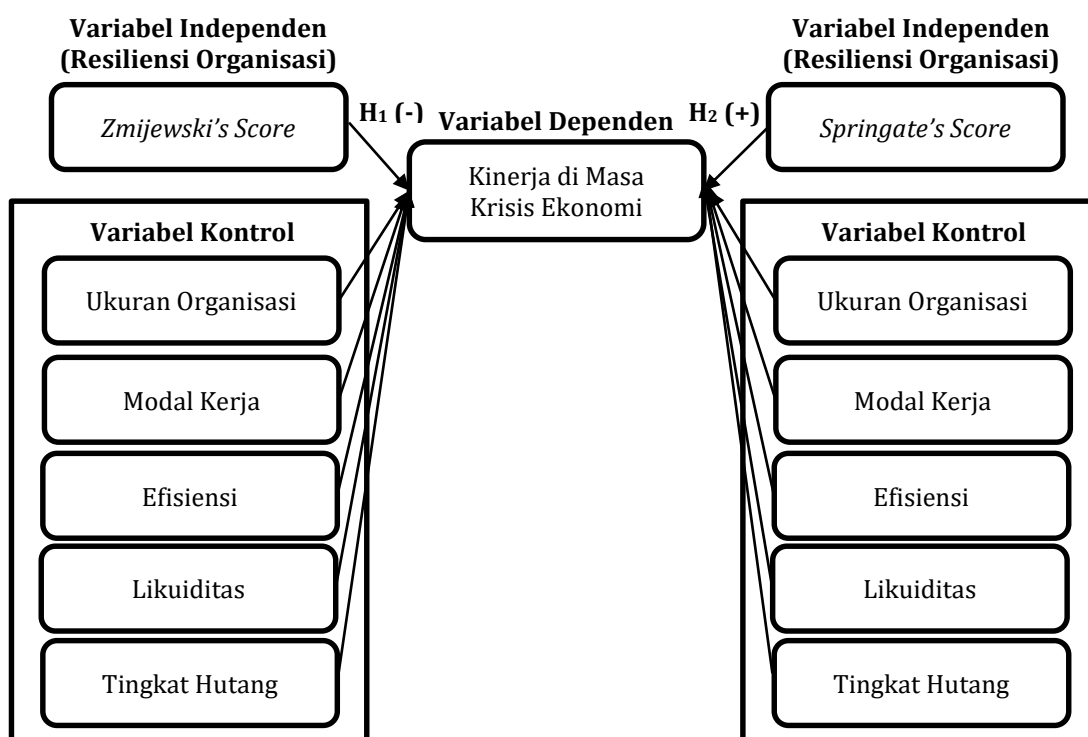 Variabel Independen
(Resiliensi Organisasi)
Zmijewski's Score
H1 (-)
Variabel Dependen
Kinerja di Masa
Krisis Ekonomi
H2 (+)
Variabel Independen
(Resiliensi Organisasi)
Springate's Score
Variabel Kontrol
Ukuran Organisasi
Modal Kerja
Efisiensi
Likuiditas
Tingkat Hutang
Variabel Kontrol
Ukuran Organisasi
Modal Kerja
Efisiensi
Likuiditas
Tingkat Hutang